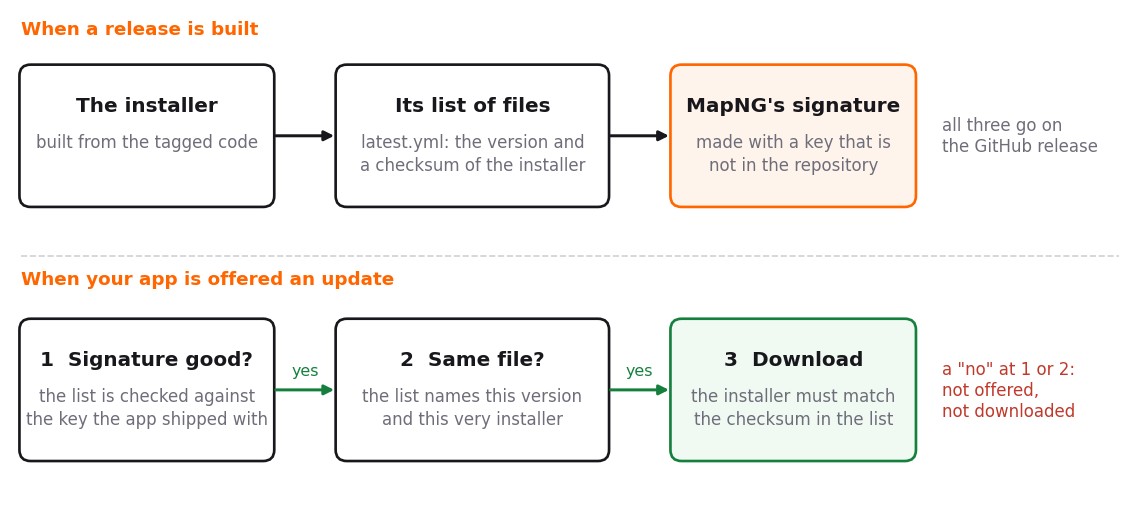 When a release is built
The installer
built from the tagged code
Its list of files
latest.yml: the version and
a checksum of the installer
MapNG's signature
made with a key that is
not in the repository
all three go on
the GitHub release
When your app is offered an update
1 Signature good?
the list is checked against
the key the app shipped with
yes
2 Same file?
the list names this version
and this very installer
yes
3 Download
the installer must match
the checksum in the list
a "no" at 1 or 2:
not offered,
not downloaded